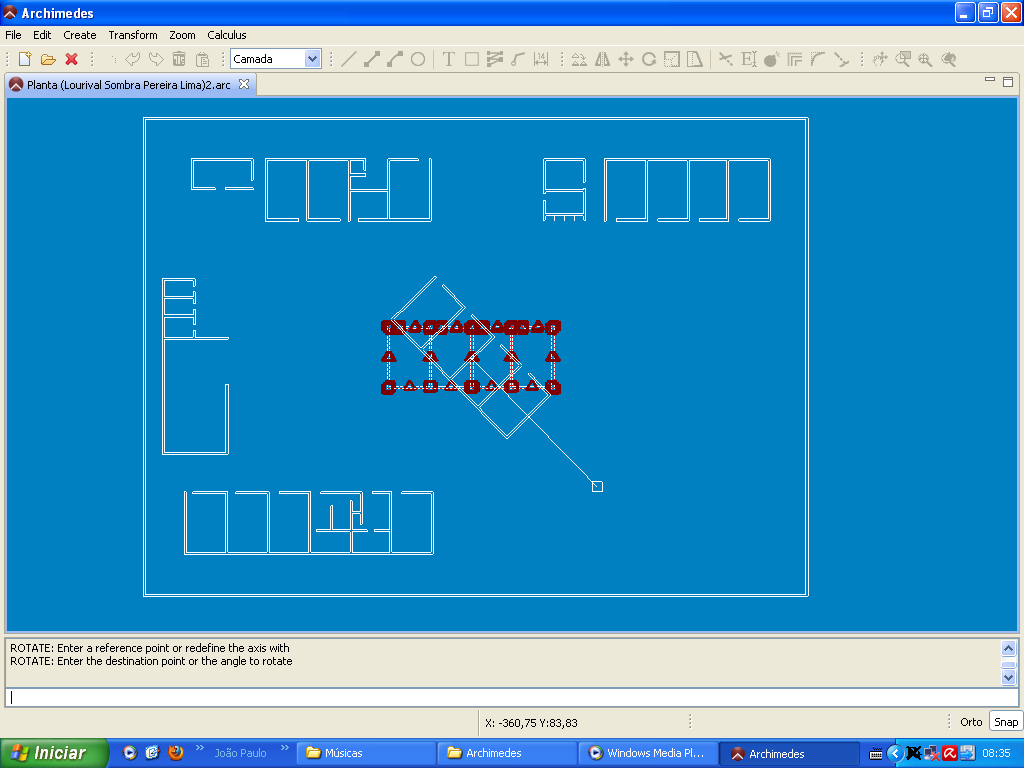 Archimedes
File Edit Create Transform Zoom Calculus
Camada T 14 E
Planta (Lourival Sombra Pereira Lima)2.arc
ROTATE: Enter a reference point or redefine the axis with
ROTATE: Enter the destination point or the angle to rotate
X: -360,75 Y:83,83 Orto Snap
Iniciar João Paulo Músicas Archimedes Windows Media Pl... Archimedes 08:35